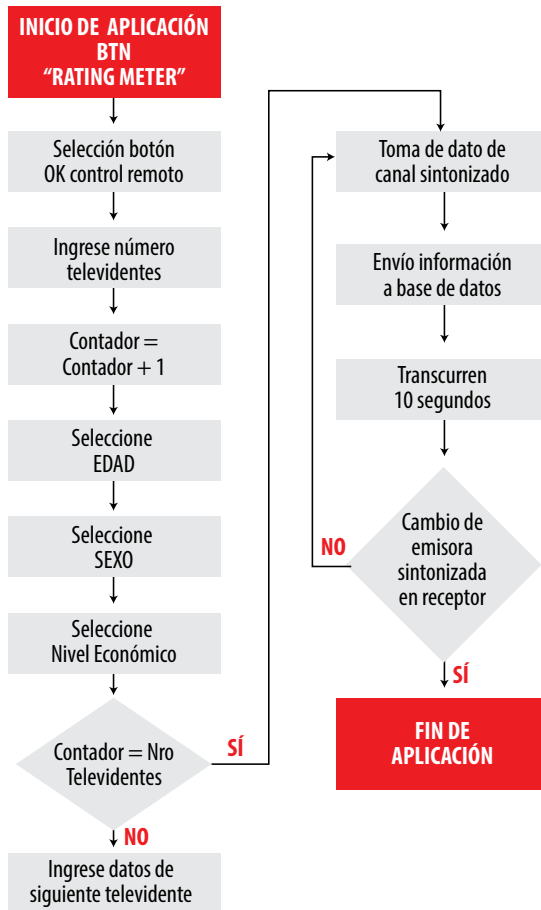 INICIO DE APLICACIÓN
BTN
“RATING METER”
Selección botón
OK control remoto
Ingrese número
televidentes
Contador =
Contador + 1
Seleccione
EDAD
Seleccione
SEXO
Seleccione
Nivel Económico
Contador = Nro
Televidentes
SÍ
NO
Ingrese datos de
siguiente televidente
Toma de dato de
canal sintonizado
Envío información
a base de datos
Transcurren
10 segundos
Cambio de
emisora
sintonizada
en receptor
NO
SÍ
FIN DE
APLICACIÓN